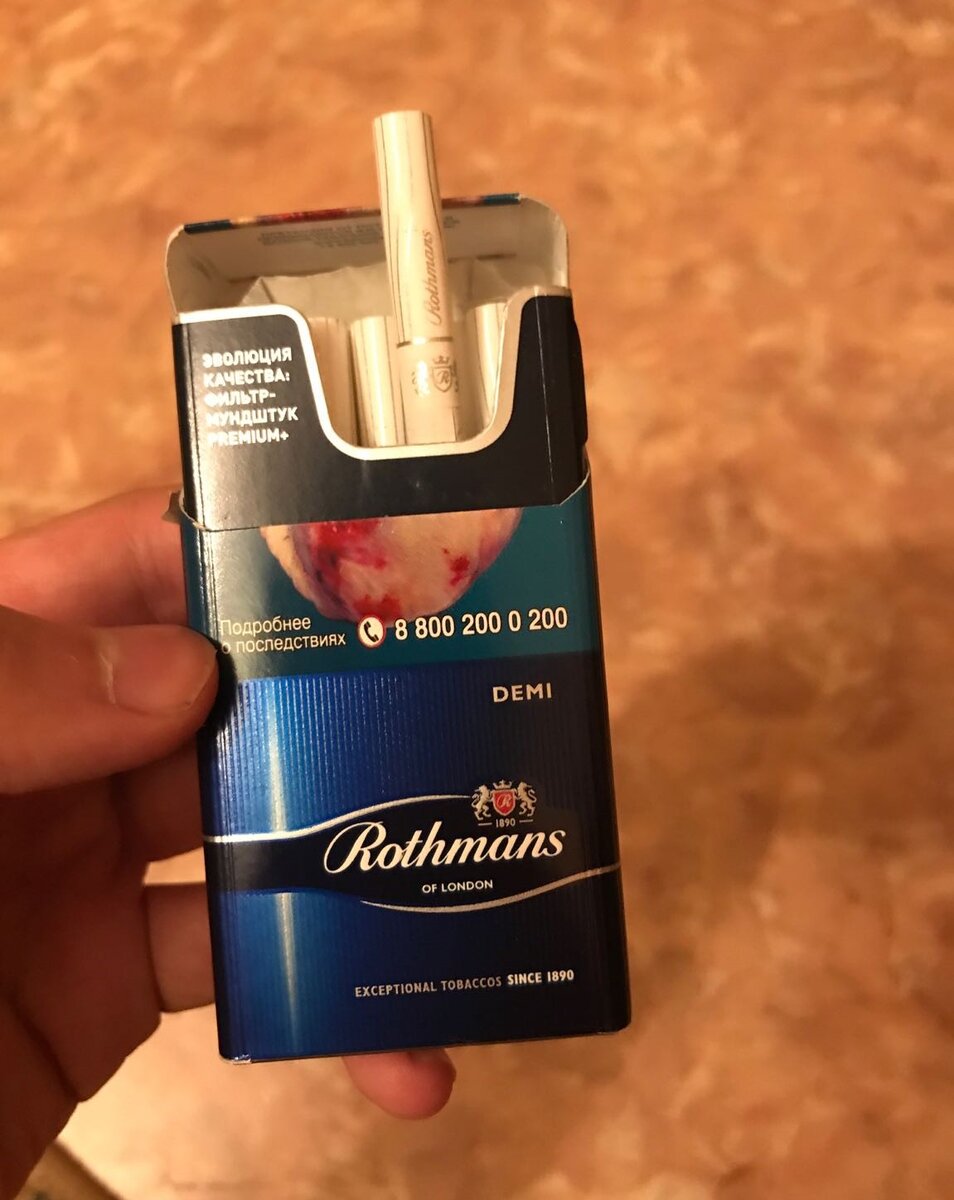 Rothmans
ЭВОЛЮЦИЯ
КАЧЕСТВА:
ФИЛЬТР-
МУНДШТУК
PREMIUM+
Подробнее
о последствиях
8 800 200 0 200
DEMI
R
1890
Rothmans
OF LONDON
EXCEPTIONAL TOBACCOS SINCE 1890